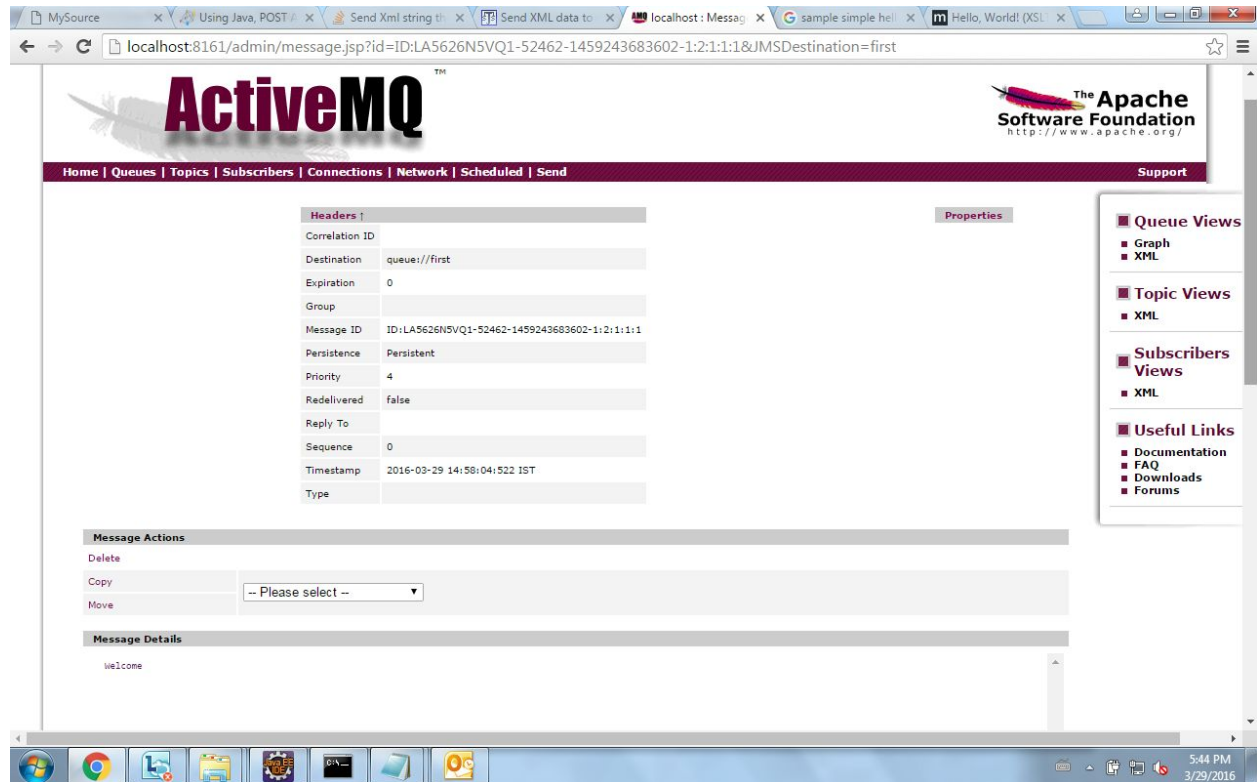 MySource
Using Java, POST A
Send Xml string th
Send XML data to
localhost : Messag
sample simple hell
Hello, World! (XSL
localhost:8161/admin/message.jsp?id=ID:LA5626N5VQ1-52462-1459243683602-1:2:1:1:1&JMSDestination=first
ActiveMQ TM
The Apache
Software Foundation
http://www.apache.org/
Home | Queues | Topics | Subscribers | Connections | Network | Scheduled | Send
Support
Headers ↑
Correlation ID
Destination queue://first
Expiration 0
Group
Message ID ID:LA5626N5VQ1-52462-1459243683602-1:2:1:1:1
Persistence Persistent
Priority 4
Redelivered false
Reply To
Sequence 0
Timestamp 2016-03-29 14:58:04:522 IST
Type
Properties
Queue Views
Graph
XML
Topic Views
XML
Subscribers
Views
XML
Useful Links
Documentation
FAQ
Downloads
Forums
Message Actions
Delete
Copy
-- Please select --
Move
Message Details
Welcome
5:44 PM
3/29/2016